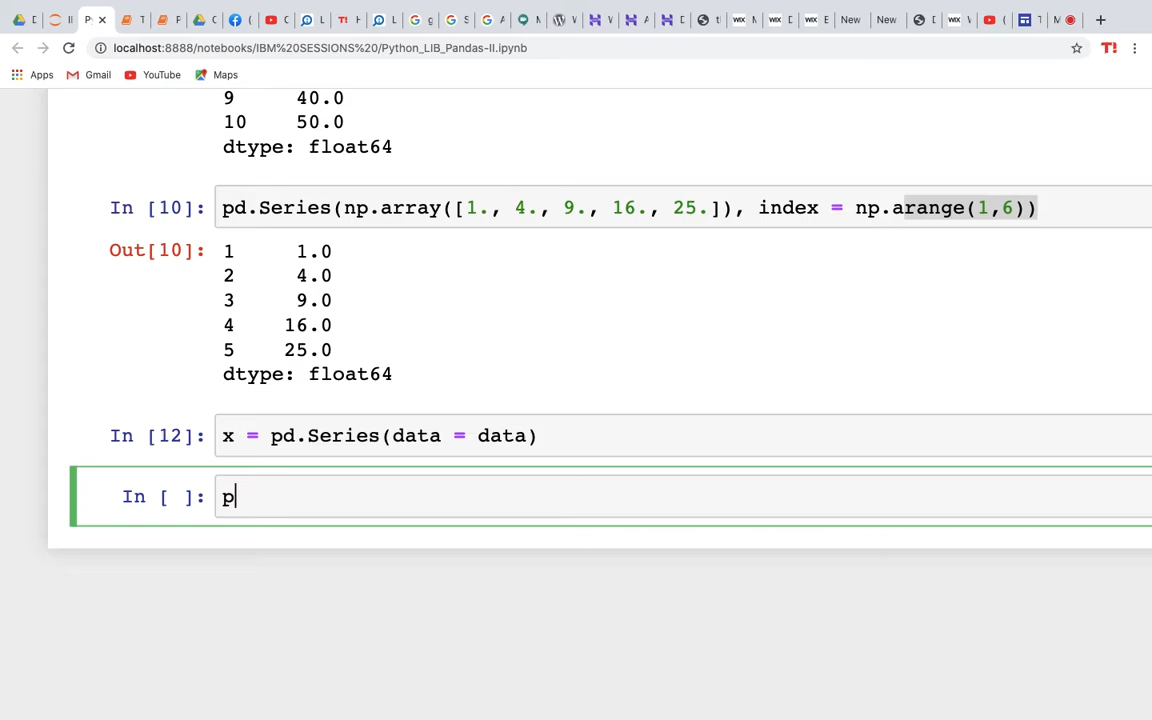 New New
localhost:8888/notebooks/IBM%20SESSIONS%20/Python_LIB_Pandas-II.ipynb
Apps Gmail YouTube Maps
9 40.0
10 50.0
dtype: float64
In [10]: pd.Series(np.array([1., 4., 9., 16., 25.]), index = np.arange(1,6))
Out[10]: 1 1.0
2 4.0
3 9.0
4 16.0
5 25.0
dtype: float64
In [12]: x = pd.Series(data = data)
In [ ]: p